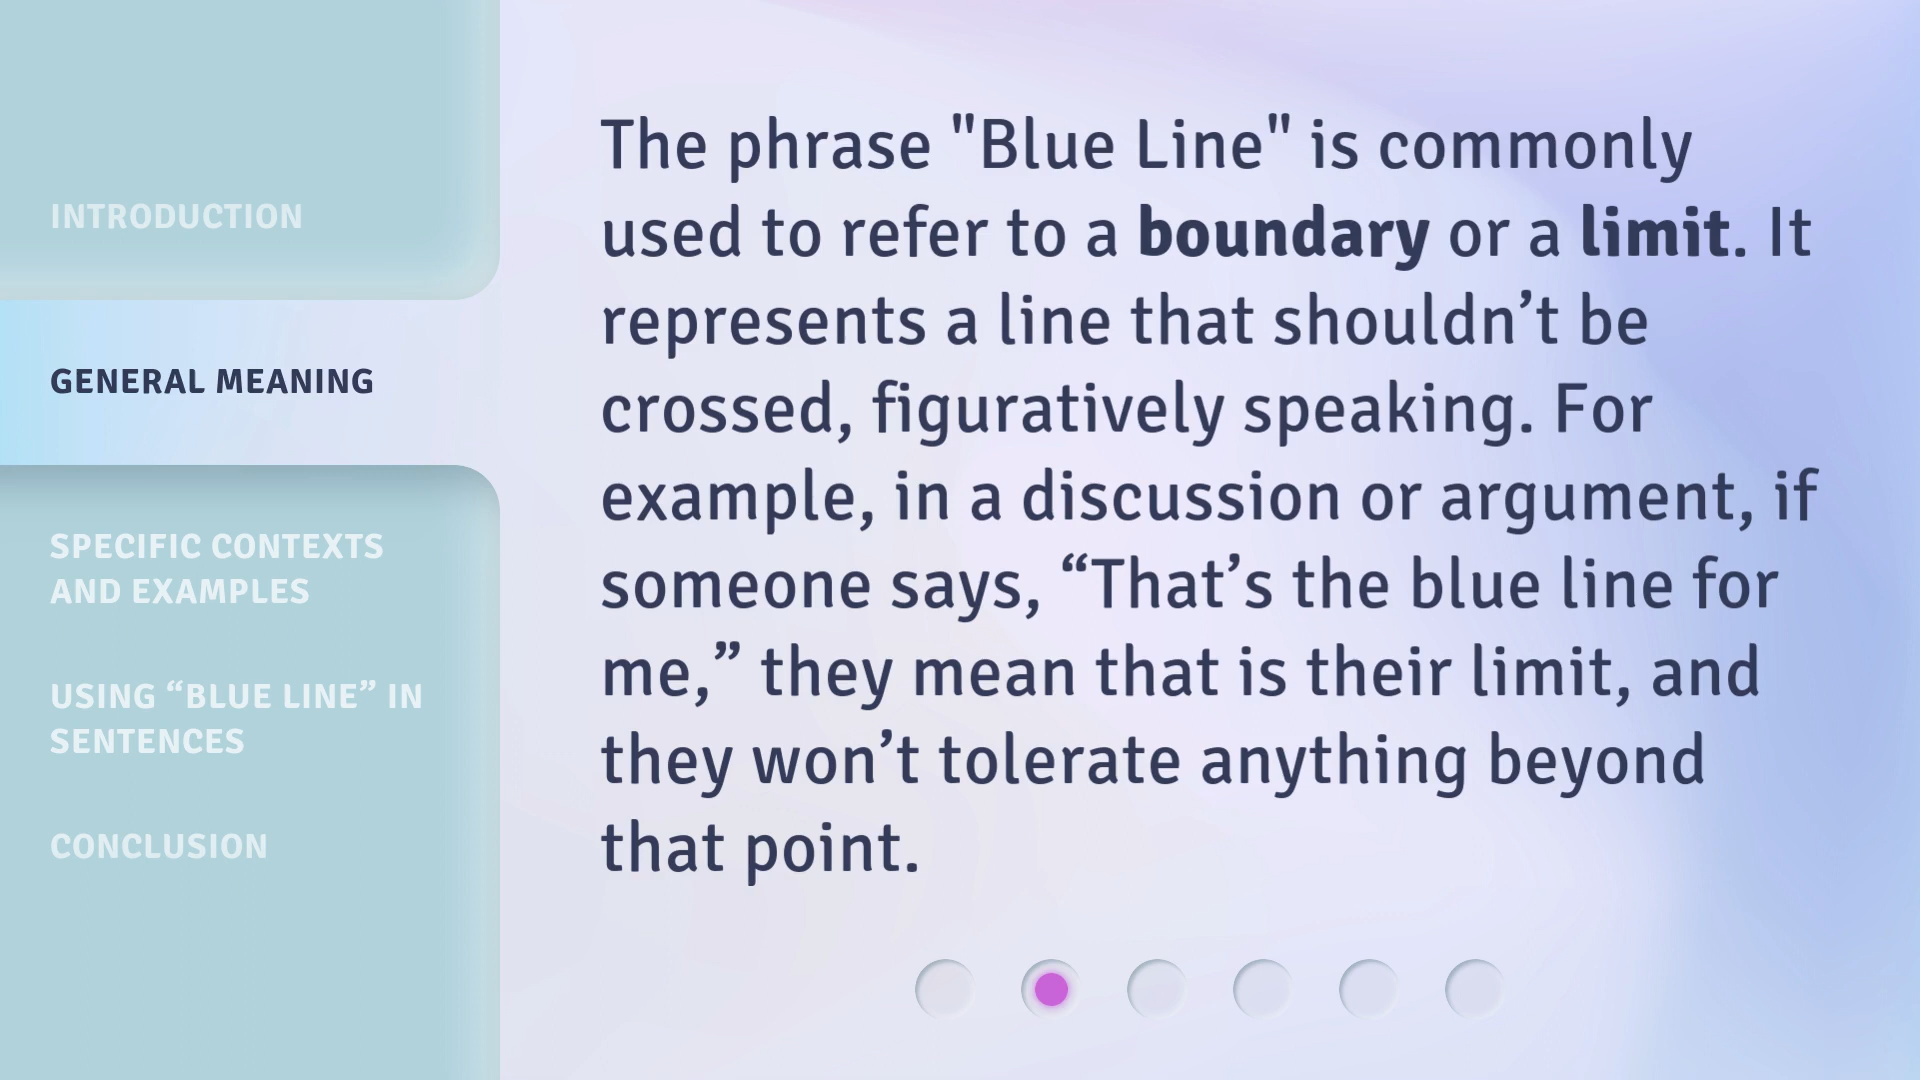 INTRODUCTION
GENERAL MEANING
SPECIFIC CONTEXTS
AND EXAMPLES
USING “BLUE LINE” IN
SENTENCES
CONCLUSION
The phrase "Blue Line" is commonly
used to refer to a boundary or a limit. It
represents a line that shouldn’t be
crossed, figuratively speaking. For
example, in a discussion or argument, if
someone says, “That’s the blue line for
me,” they mean that is their limit, and
they won’t tolerate anything beyond
that point.